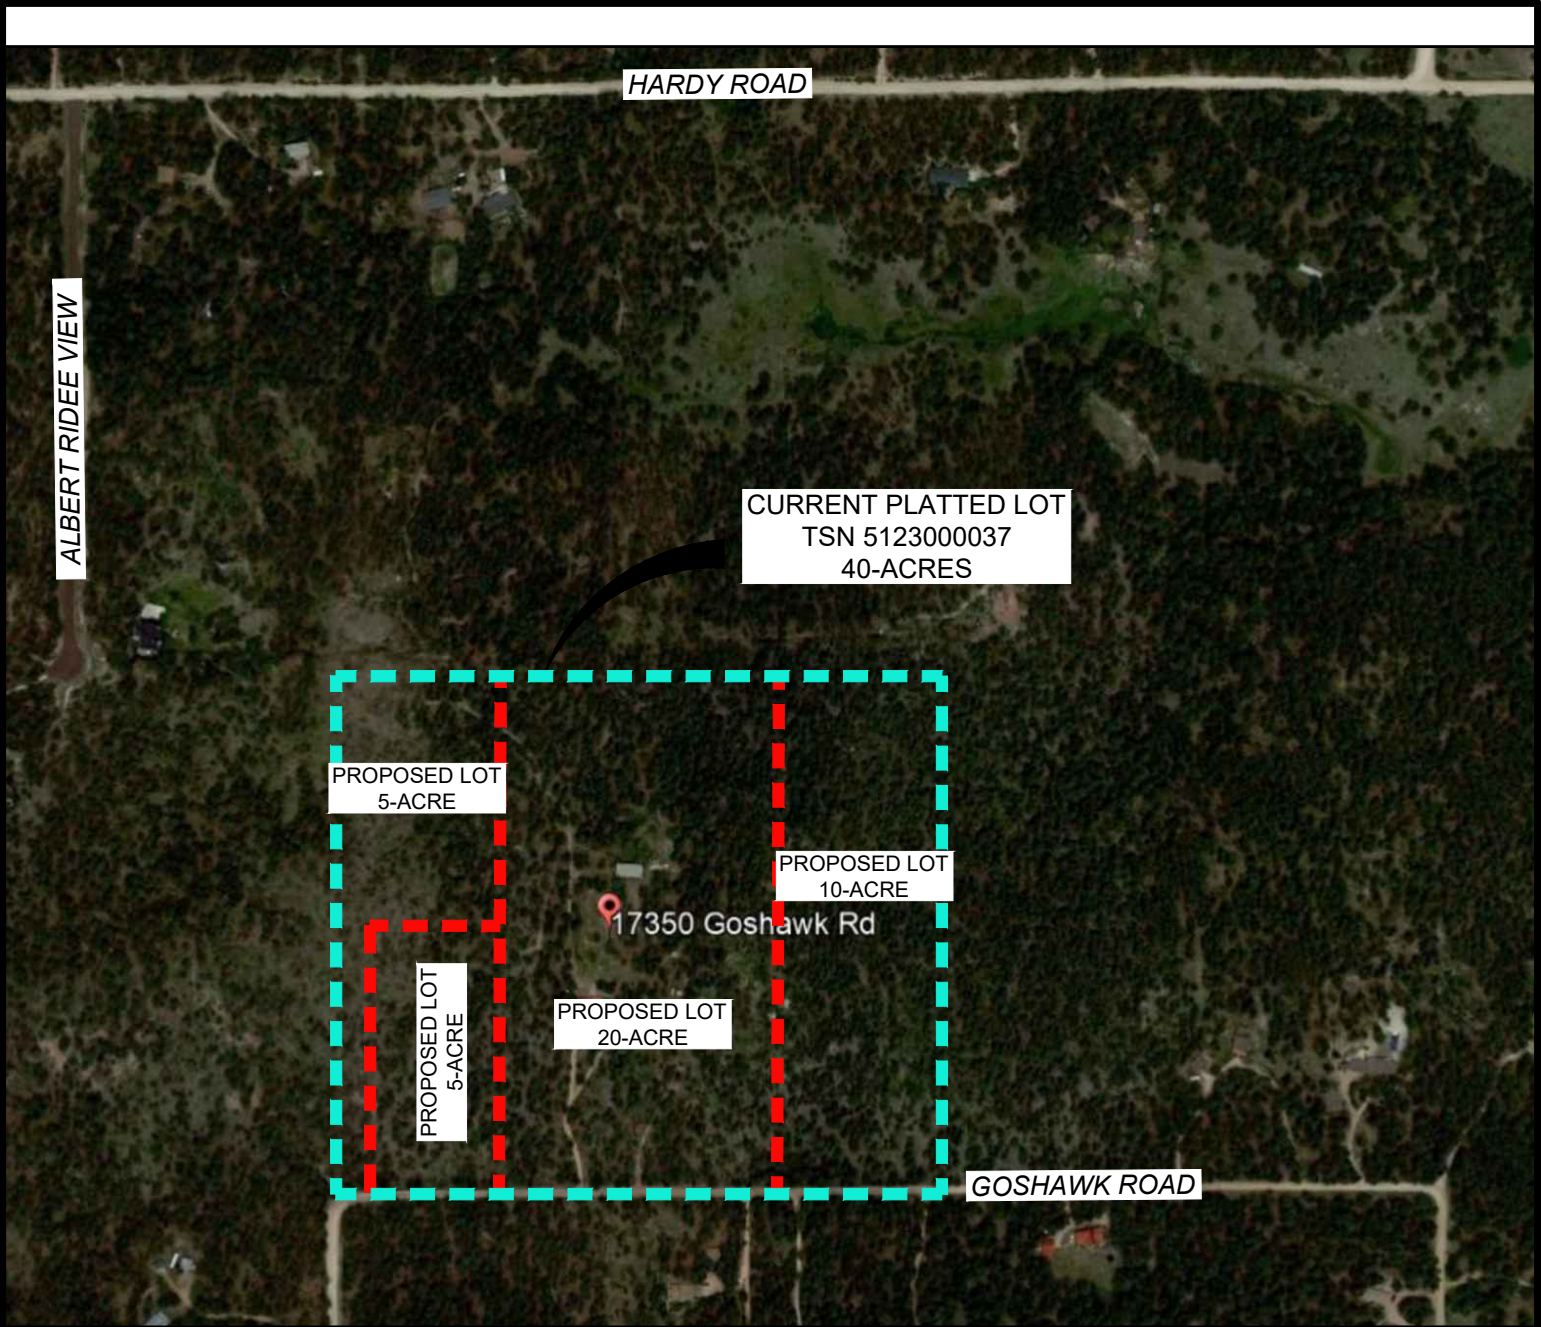 HARDY ROAD
ALBERT RIDEE VIEW
CURRENT PLATTED LOT
TSN 5123000037
40-ACRES
PROPOSED LOT
5-ACRE
PROPOSED LOT
10-ACRE
17350 Goshawk Rd
PROPOSED LOT
5-ACRE
PROPOSED LOT
20-ACRE
GOSHAWK ROAD